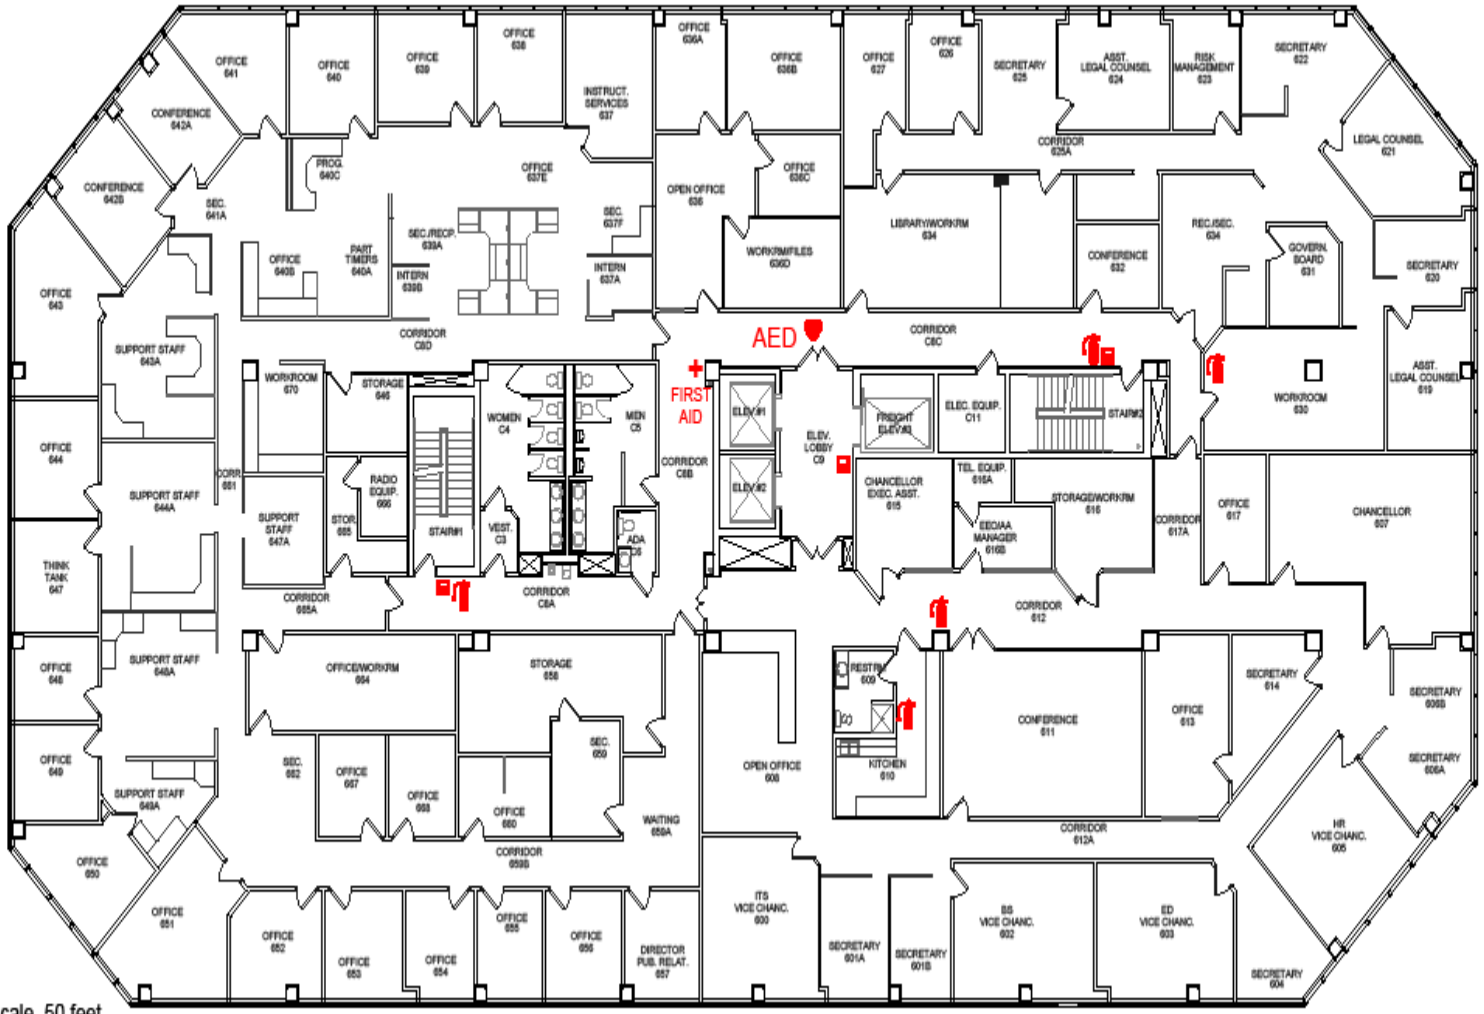 OFFICE
641
OFFICE
640
OFFICE
639
OFFICE
638
INSTRUCT.
SERVICES
637
OFFICE
636A
OFFICE
636B
OFFICE
627
OFFICE
626
SECRETARY
625
ASST.
LEGAL COUNSEL
624
RISK
MANAGEMENT
623
SECRETARY
622
CONFERENCE
642A
CONFERENCE
642B
SEC.
641A
PROG.
640C
OFFICE
637E
OPEN OFFICE
636
OFFICE
636C
CORRIDOR
625A
LEGAL COUNSEL
621
SEC./RECP.
639A
SEC.
637F
LIBRARY/WORKRM
634
REC./SEC.
634
OFFICE
640B
PART
TIMERS
640A
INTERN
639B
INTERN
637A
WORKRM/FILES
636D
CONFERENCE
632
GOVERN.
BOARD
631
SECRETARY
620
OFFICE
643
CORRIDOR
C8D
AED
CORRIDOR
C8C
SUPPORT STAFF
643A
WORKROOM
670
STORAGE
646
WOMEN
C4
MEN
C5
FIRST
AID
ELEV.#1
ELEV.
LOBBY
C9
FREIGHT
ELEV.#3
ELEC. EQUIP.
C11
STAIR#2
WORKROOM
630
ASST.
LEGAL COUNSEL
619
OFFICE
644
SUPPORT STAFF
644A
CORR.
661
RADIO
EQUIP.
666
CORRIDOR
C8B
ELEV.#2
CHANCELLOR
EXEC. ASST.
615
TEL. EQUIP.
616A
STORAGE/WORKRM
616
EEO/AA
MANAGER
616B
CORRIDOR
617A
OFFICE
617
CHANCELLOR
607
SUPPORT
STAFF
647A
STOR.
665
STAIR#1
VEST.
C3
ADA
C6
THINK
TANK
647
CORRIDOR
665A
CORRIDOR
C8A
CORRIDOR
612
OFFICE
648
SUPPORT STAFF
648A
OFFICE/WORKRM
664
STORAGE
658
RESTRM
609
SECRETARY
614
SECRETARY
606B
OFFICE
649
SEC.
662
OFFICE
667
OFFICE
668
OFFICE
660
SEC.
659
OPEN OFFICE
608
KITCHEN
610
CONFERENCE
611
OFFICE
613
SECRETARY
606A
SUPPORT STAFF
649A
WAITING
659A
CORRIDOR
612A
HR
VICE CHANC.
605
OFFICE
650
CORRIDOR
659B
OFFICE
651
OFFICE
652
OFFICE
653
OFFICE
654
OFFICE
655
OFFICE
656
DIRECTOR
PUB. RELAT.
657
ITS
VICE CHANC.
600
SECRETARY
601A
SECRETARY
601B
BS
VICE CHANC.
602
ED
VICE CHANC.
603
SECRETARY
604
cale 50 feet